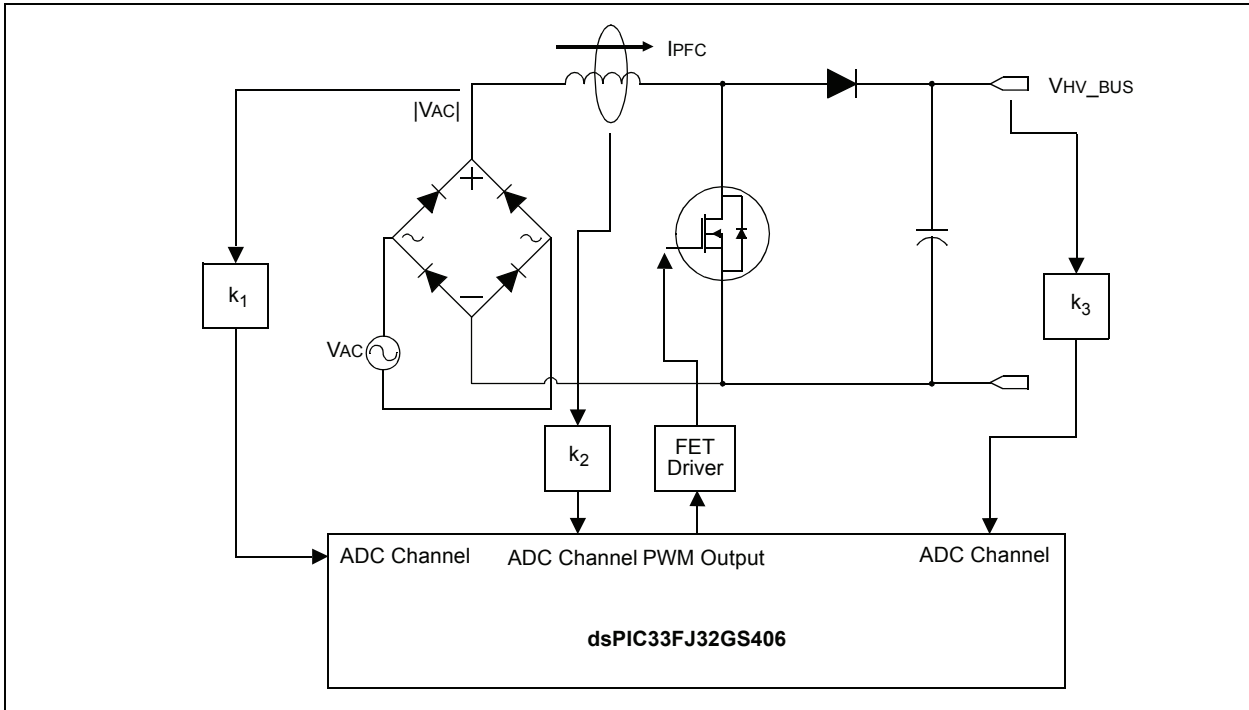 IPFC
|VAC|
VHV_BUS
k1
VAC
k2
FET
Driver
k3
ADC Channel
ADC Channel
PWM Output
ADC Channel
dsPIC33FJ32GS406